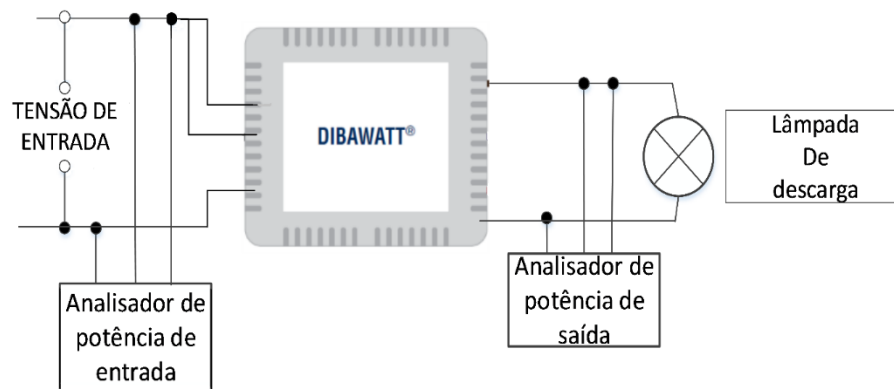 TENSÃO DE
ENTRADA
DIBAWATT®
Lâmpada
De
descarga
Analisador de
potência de
entrada
Analisador de
potência de
saída